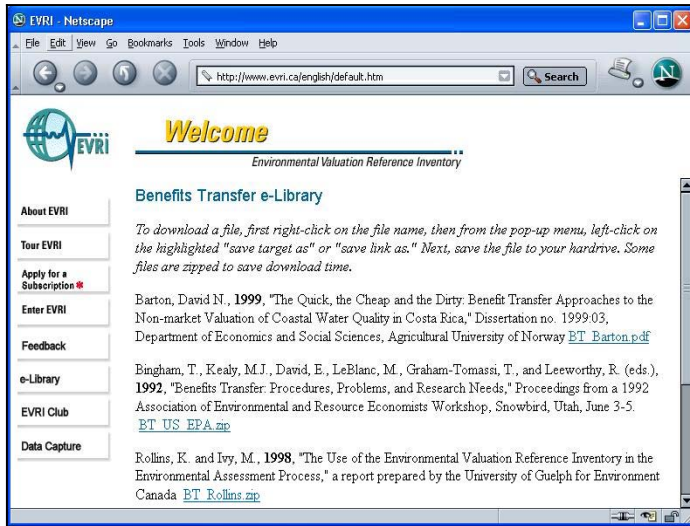 EVRI - Netscape
File Edit View Go Bookmarks Tools Window Help
http://www.evri.ca/english/default.htm
Search
N
EVRI
Welcome
Environmental Valuation Reference Inventory
About EVRI
Tour EVRI
Apply for a
Subscription *
Enter EVRI
Feedback
e-Library
EVRI Club
Data Capture
Benefits Transfer e-Library
To download a file, first right-click on the file name, then from the pop-up menu, left-click on
the highlighted "save target as" or "save link as." Next, save the file to your hardrive. Some
files are zipped to save download time.
Barton, David N., 1999, "The Quick, the Cheap and the Dirty: Benefit Transfer Approaches to the
Non-market Valuation of Coastal Water Quality in Costa Rica," Dissertation no. 1999:03,
Department of Economics and Social Sciences, Agricultural University of Norway BT_Barton.pdf
Bingham, T., Kealy, M.J., David, E., LeBlanc, M., Graham-Tomassi, T., and Leeworthy, R. (eds.),
1992, "Benefits Transfer: Procedures, Problems, and Research Needs," Proceedings from a 1992
Association of Environmental and Resource Economists Workshop, Snowbird, Utah, June 3-5.
BT_US_EPA.zip
Rollins, K. and Ivy, M., 1998, "The Use of the Environmental Valuation Reference Inventory in the
Environmental Assessment Process," a report prepared by the University of Guelph for Environment
Canada BT_Rollins.zip